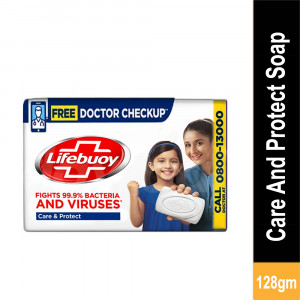 FREE DOCTOR CHECKUP*
Lifebuoy
FIGHTS 99.9% BACTERIA
AND VIRUSES*
Care & Protect
CALL
0800-13000
Care And Protect Soap
128gm